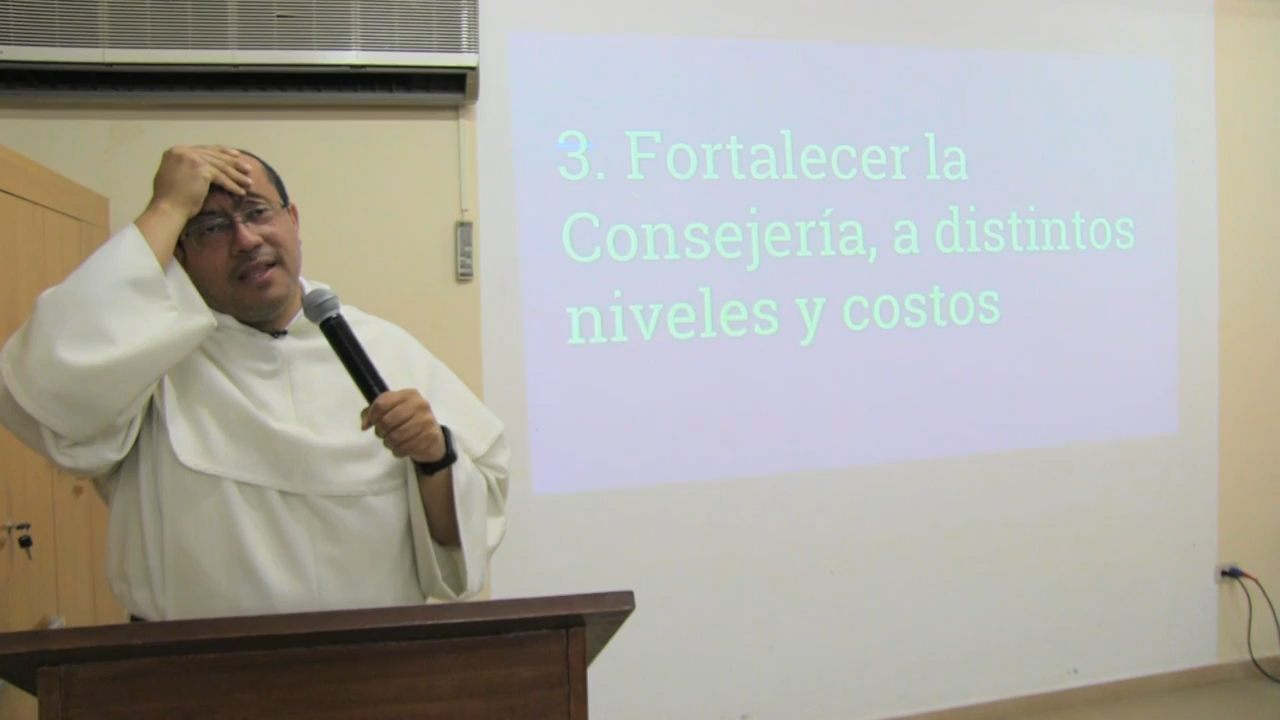 3. Fortalecer la
Consejería, a distintos
niveles y costos